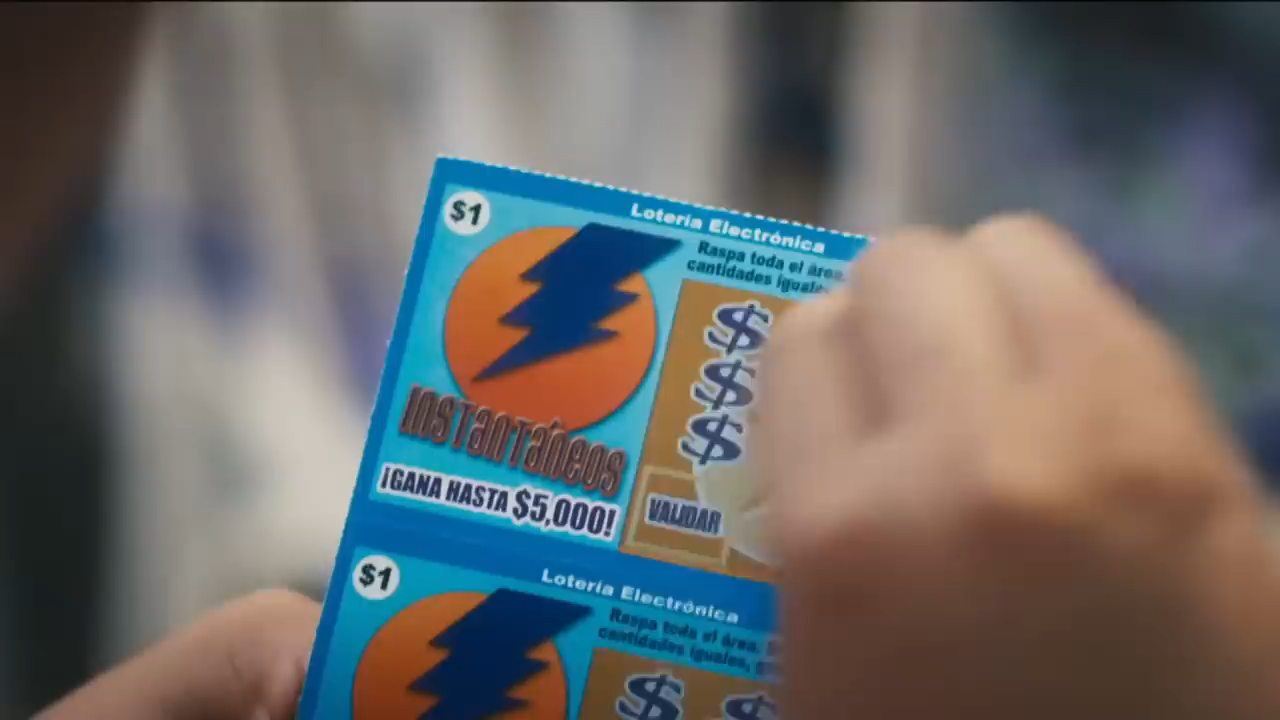 $1
Lotería Electrónica
Raspa toda el área.
cantidades iguales
$
$
$
INSTANTÁNEOS
¡GANA HASTA $5,000!
VALIDAR
$1
Lotería Electrónica
Raspa toda el área.
cantidades iguales,
$ $